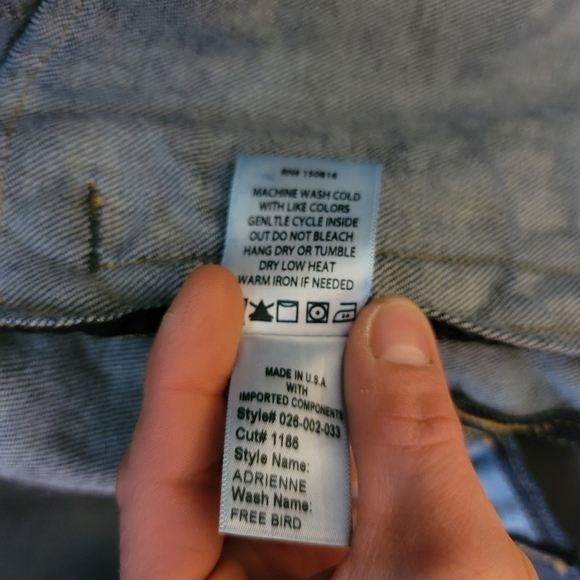 RN# 150816
MACHINE WASH COLD
WITH LIKE COLORS
GENLTLE CYCLE INSIDE
OUT DO NOT BLEACH
HANG DRY OR TUMBLE
DRY LOW HEAT
WARM IRON IF NEEDED
MADE IN U.S.A.
WITH
IMPORTED COMPONENTS
Style# 026-002-033
Cut# 1186
Style Name:
ADRIENNE
Wash Name:
FREE BIRD